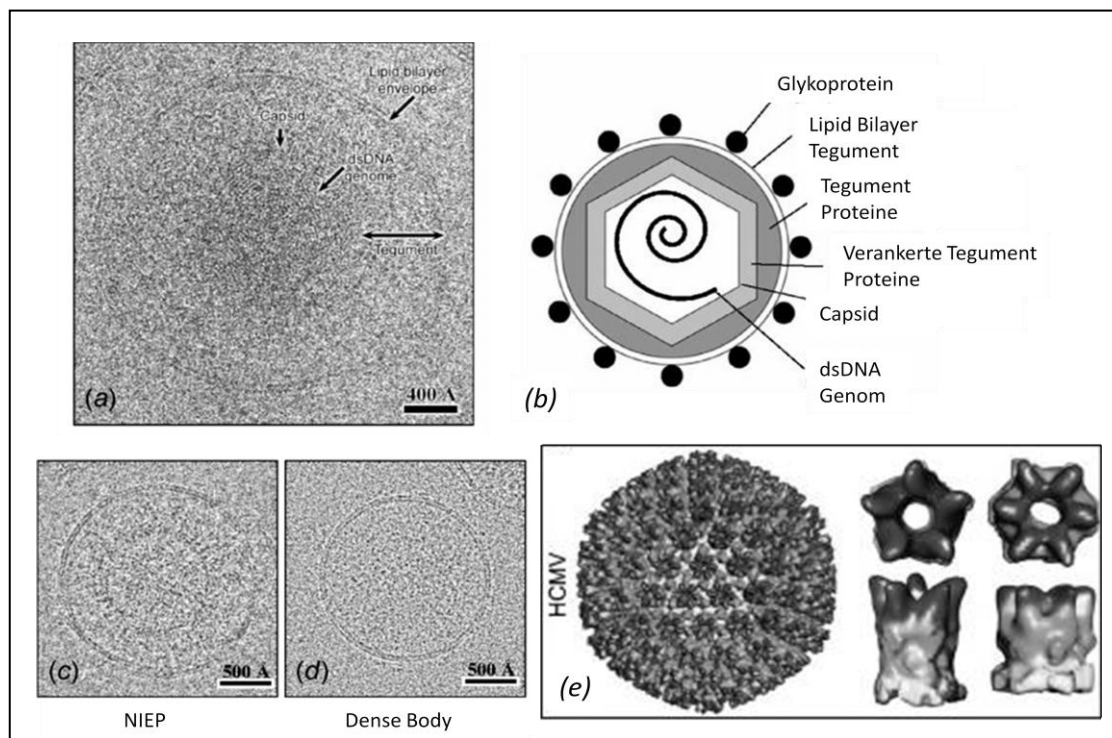 Lipid bilayer
envelope
Capsid
dsDNA
genome
Tegument
(a)
400 Å
Glykoprotein
Lipid Bilayer
Tegument
Tegument
Proteine
Verankerte Tegument
Proteine
Capsid
dsDNA
Genom
(b)
(c)
500 Å
NIEP
(d)
500 Å
Dense Body
HCMV
(e)